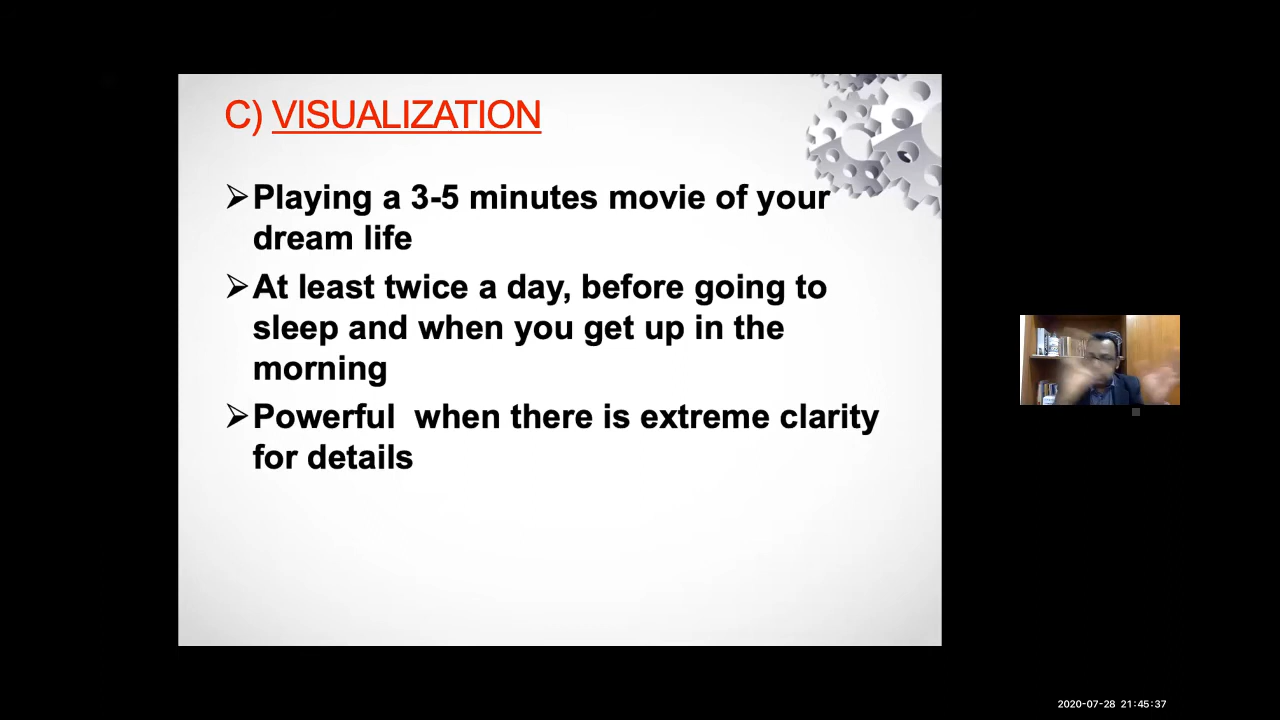 C) VISUALIZATION
➢Playing a 3-5 minutes movie of your
dream life
➢At least twice a day, before going to
sleep and when you get up in the
morning
➢Powerful  when there is extreme clarity
for details
2020-07-28 21:45:37